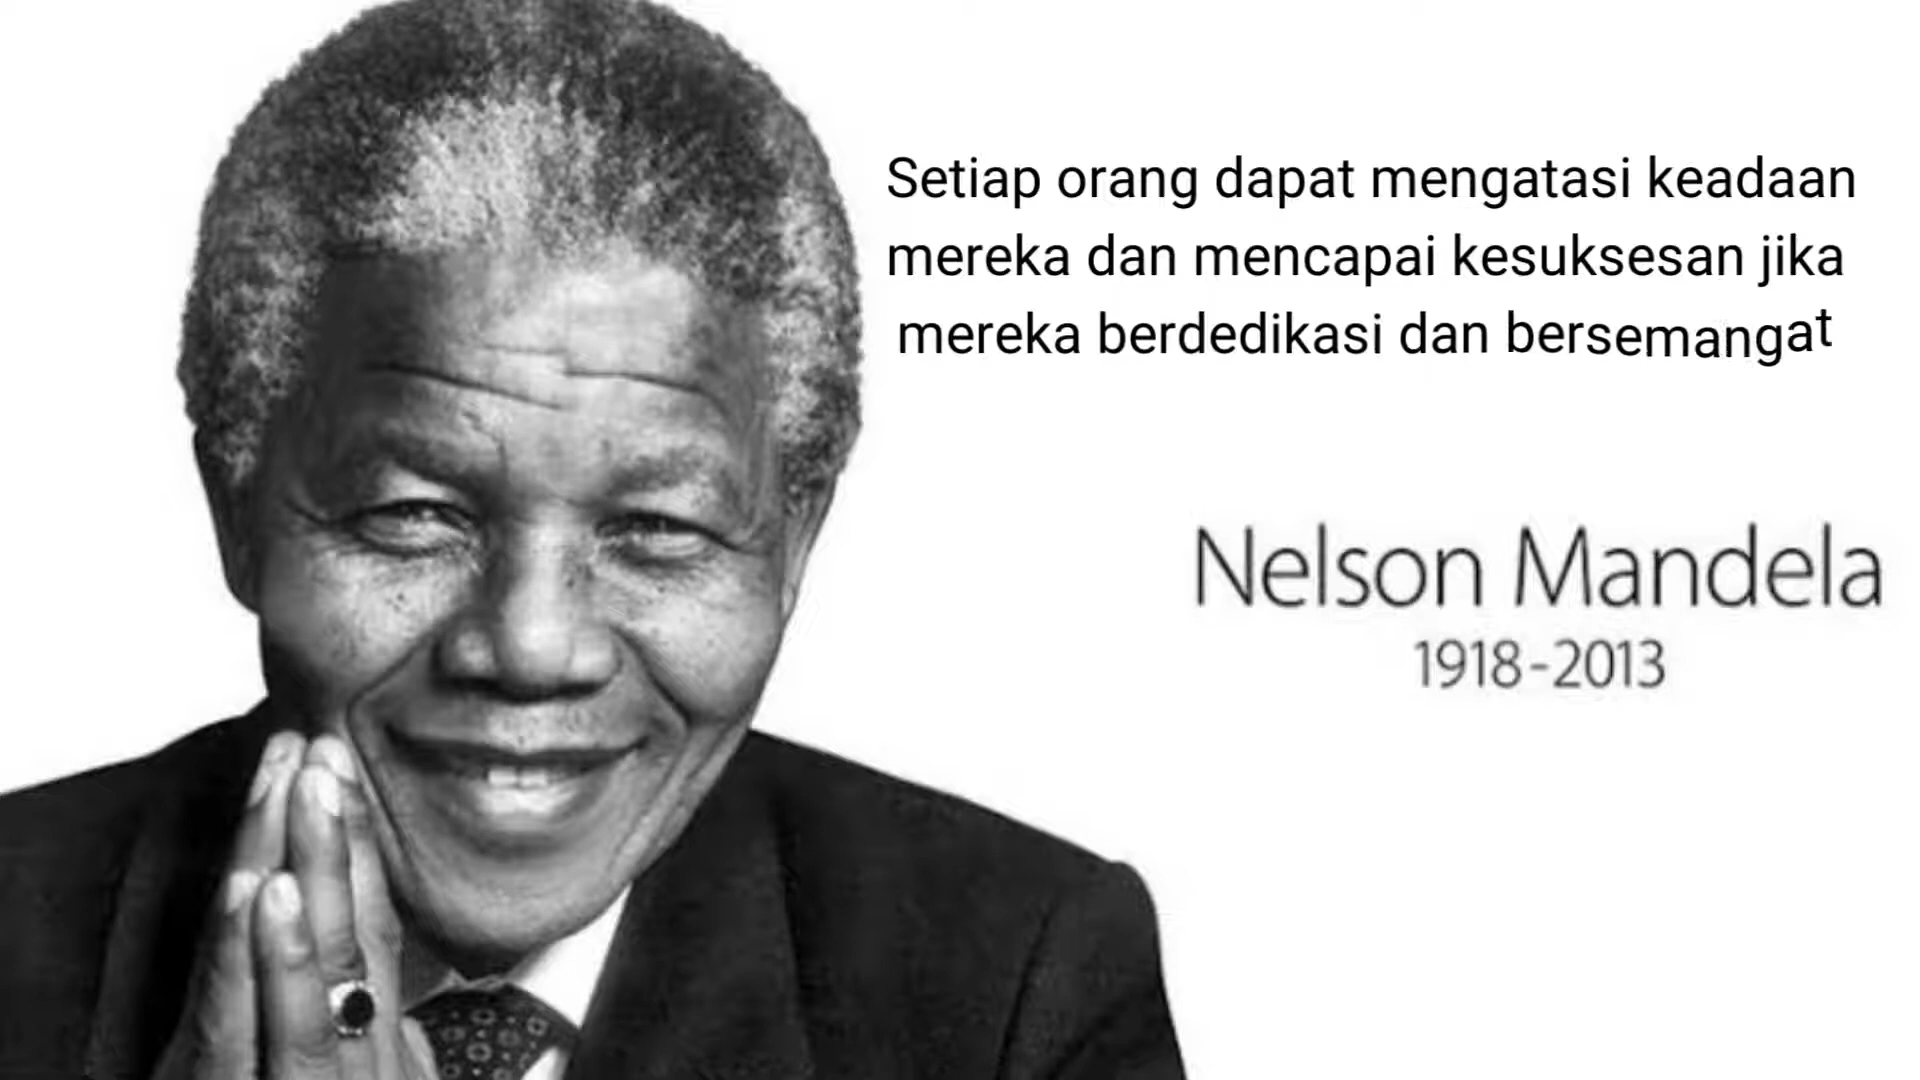 Setiap orang dapat mengatasi keadaan
mereka dan mencapai kesuksesan jika
mereka berdedikasi dan bersemangat
Nelson Mandela
1918-2013